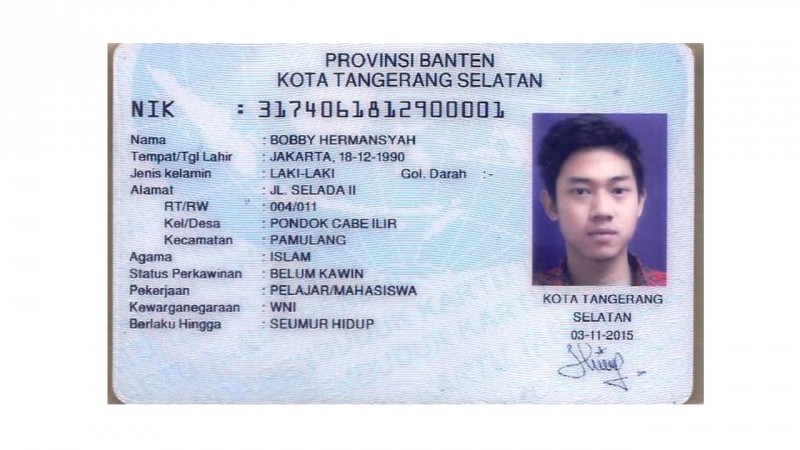 PROVINSI BANTEN
KOTA TANGERANG SELATAN
NIK : 3174061812900001
Nama : BOBBY HERMANSYAH
Tempat/Tgl Lahir : JAKARTA, 18-12-1990
Jenis kelamin : LAKI-LAKI Gol. Darah :-
Alamat : JL. SELADA II
RT/RW : 004/011
Kel/Desa : PONDOK CABE ILIR
Kecamatan : PAMULANG
Agama : ISLAM
Status Perkawinan : BELUM KAWIN
Pekerjaan : PELAJAR/MAHASISWA
Kewarganegaraan : WNI
Berlaku Hingga : SEUMUR HIDUP
KOTA TANGERANG
SELATAN
03-11-2015